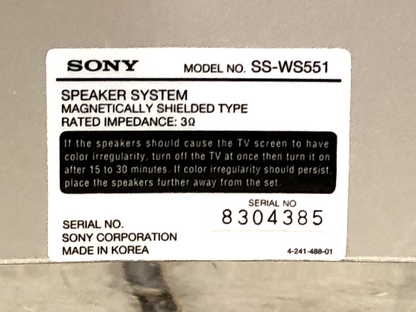 SONY MODEL NO. SS-WS551
SPEAKER SYSTEM
MAGNETICALLY SHIELDED TYPE
RATED IMPEDANCE: 3Ω
If the speakers should cause the TV screen to have
color irregularity, turn off the TV at once then turn it on
after 15 to 30 minutes. If color irregularity should persist,
place the speakers further away from the set.
SERIAL NO
8304385
SERIAL NO.
SONY CORPORATION
MADE IN KOREA 4-241-488-01